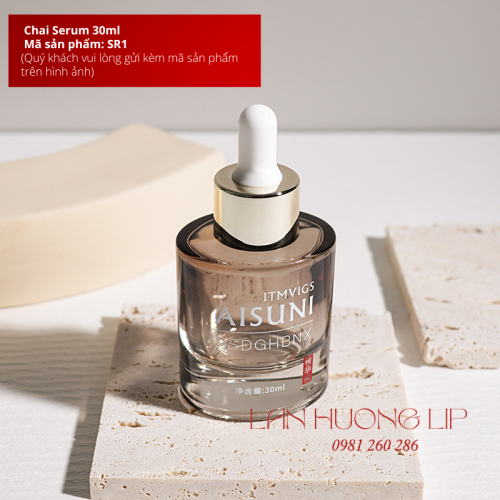 Chai Serum 30ml
Mã sản phẩm: SR1
(Quý khách vui lòng gửi kèm mã sản phẩm
trên hình ảnh)
ITMVIGS
AISUNI
SDGHBNX
净含量:30ml
LAN HUONG LIP
0981 260 286